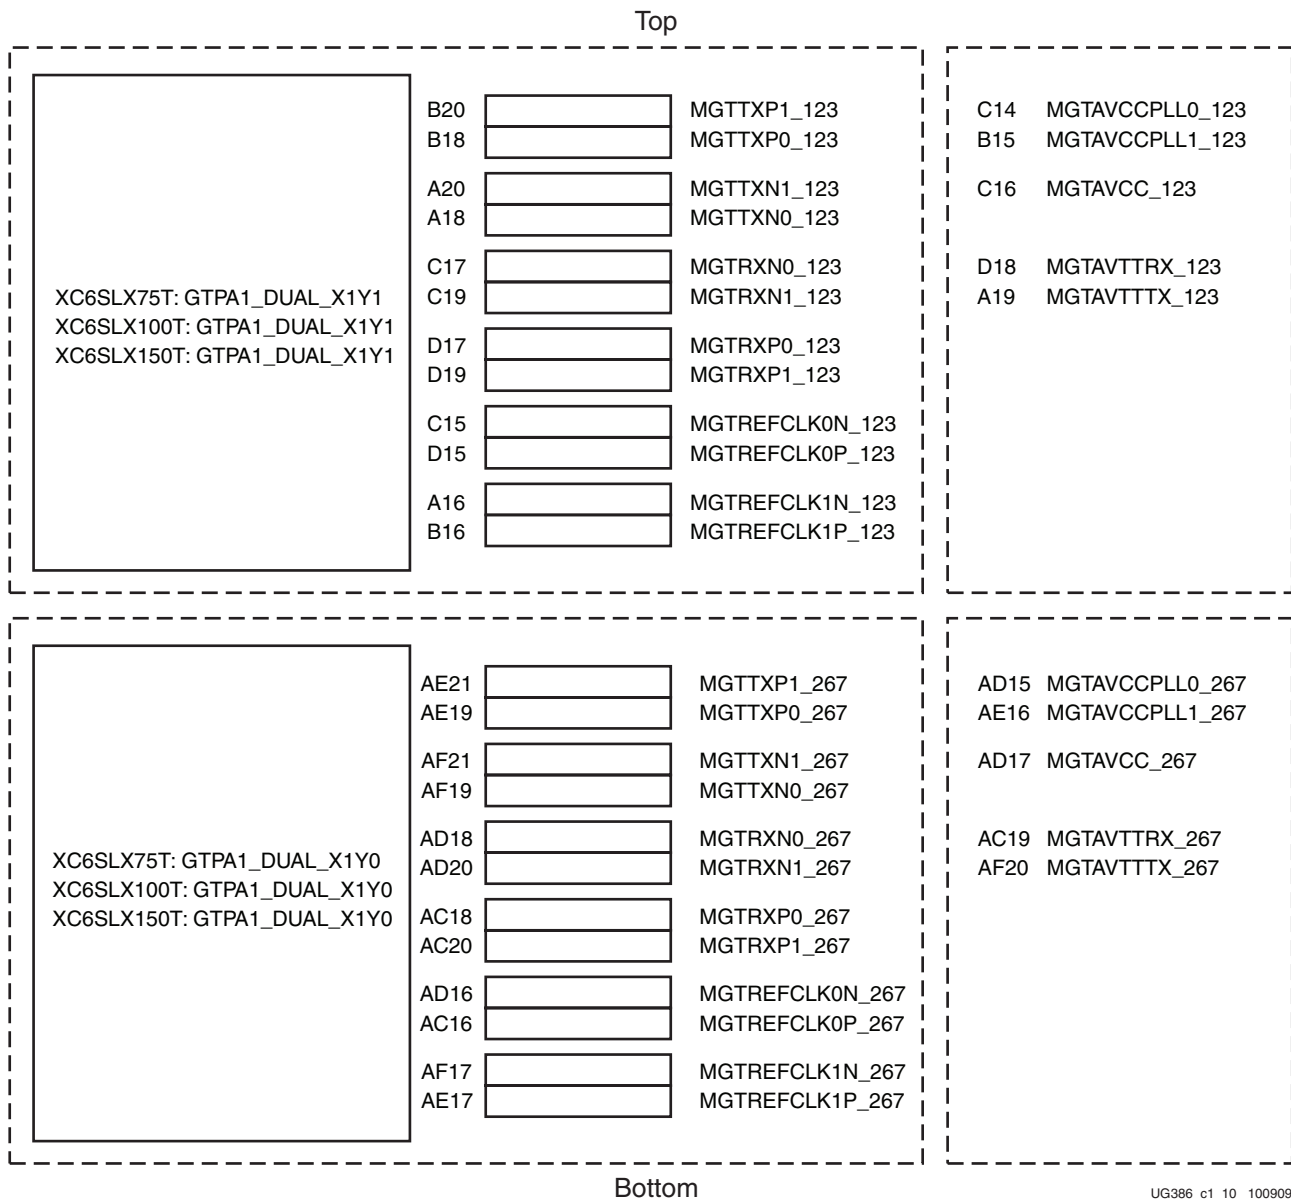 Top
B20 MGTTXP1_123
B18 MGTTXP0_123
A20 MGTTXN1_123
A18 MGTTXN0_123
C17 MGTRXN0_123
C19 MGTRXN1_123
D17 MGTRXP0_123
D19 MGTRXP1_123
C15 MGTREFCLK0N_123
D15 MGTREFCLK0P_123
A16 MGTREFCLK1N_123
B16 MGTREFCLK1P_123
XC6SLX75T: GTPA1_DUAL_X1Y1
XC6SLX100T: GTPA1_DUAL_X1Y1
XC6SLX150T: GTPA1_DUAL_X1Y1
C14 MGTAVCCPLL0_123
B15 MGTAVCCPLL1_123
C16 MGTAVCC_123
D18 MGTAVTTRX_123
A19 MGTAVTTTX_123
AE21 MGTTXP1_267
AE19 MGTTXP0_267
AF21 MGTTXN1_267
AF19 MGTTXN0_267
AD18 MGTRXN0_267
AD20 MGTRXN1_267
AC18 MGTRXP0_267
AC20 MGTRXP1_267
AD16 MGTREFCLK0N_267
AC16 MGTREFCLK0P_267
AF17 MGTREFCLK1N_267
AE17 MGTREFCLK1P_267
XC6SLX75T: GTPA1_DUAL_X1Y0
XC6SLX100T: GTPA1_DUAL_X1Y0
XC6SLX150T: GTPA1_DUAL_X1Y0
AD15 MGTAVCCPLL0_267
AE16 MGTAVCCPLL1_267
AD17 MGTAVCC_267
AC19 MGTAVTTRX_267
AF20 MGTAVTTTX_267
Bottom
UG386_c1_10_100909